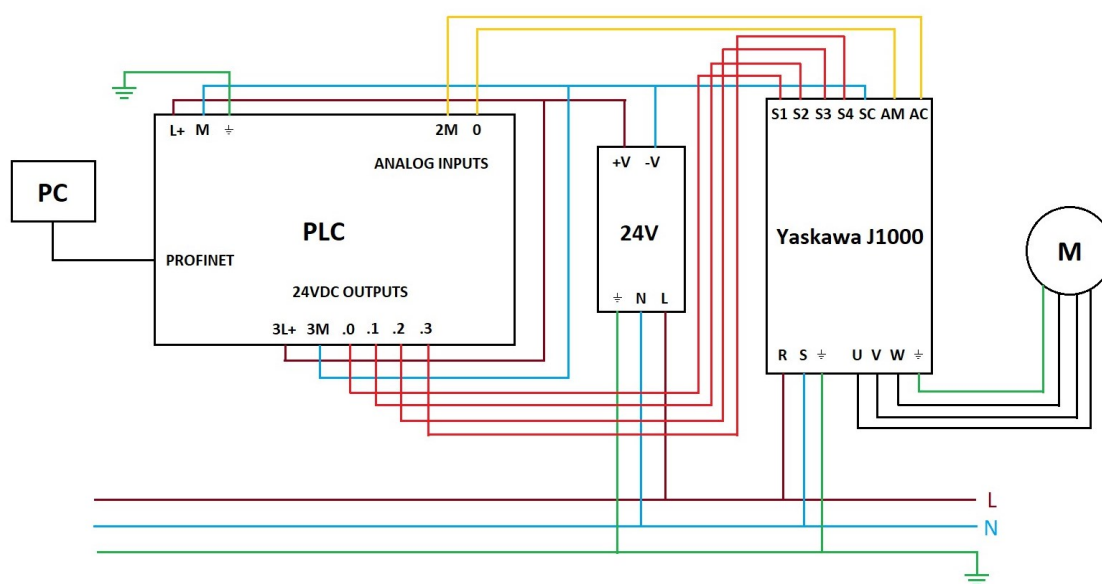 S1 S2 S3 S4 SC AM AC
L+ M ⏚ 2M 0
ANALOG INPUTS
+V -V
PC
PLC
24V
Yaskawa J1000
M
PROFINET
24VDC OUTPUTS
⏚ N L
3L+ 3M .0 .1 .2 .3
R S ⏚ U V W ⏚
L
N